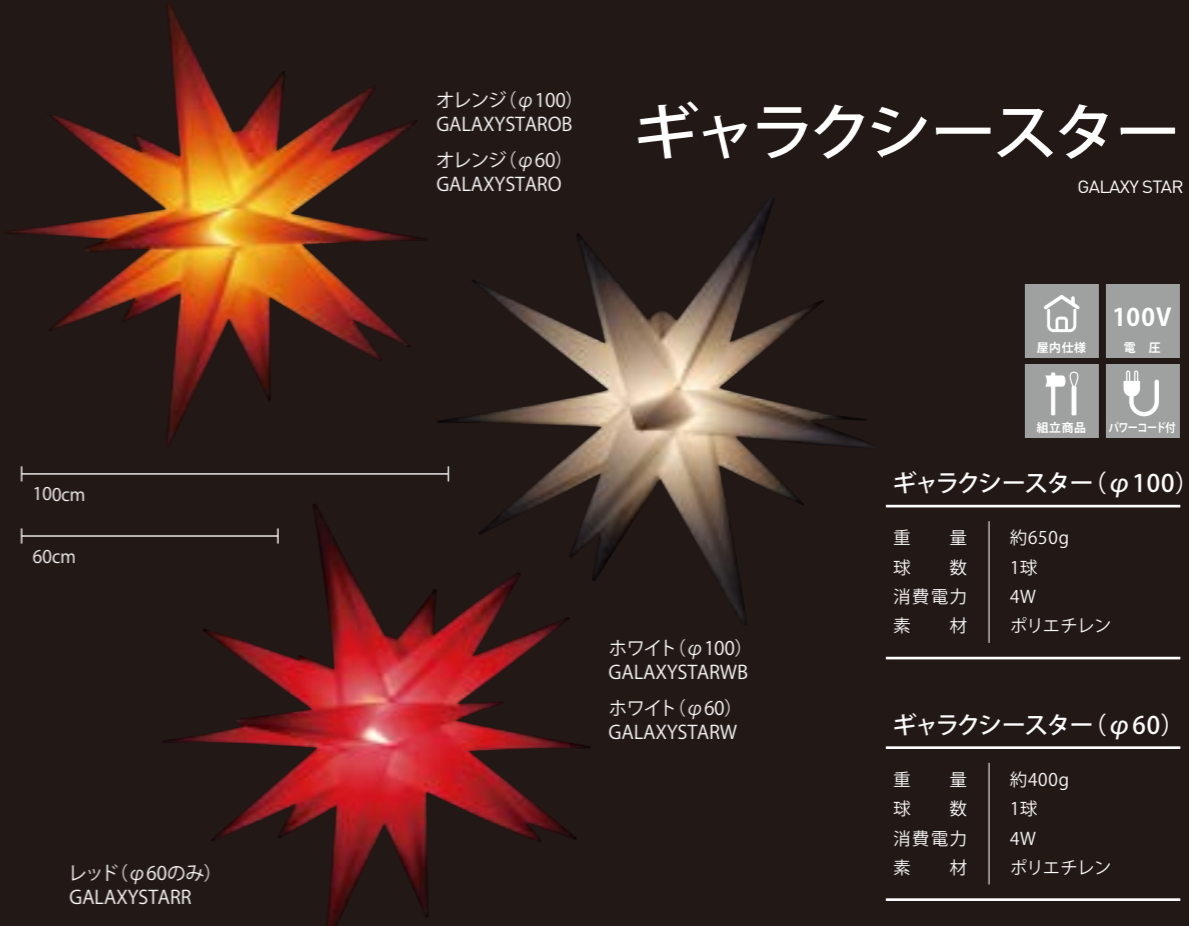 オレンジ(φ100)
GALAXYSTAROB
オレンジ(φ60)
GALAXYSTARO
ギャラクシースター
GALAXY STAR
屋内仕様
100V
電 圧
組立商品
パワーコード付
100cm
60cm
ホワイト(φ100)
GALAXYSTARWB
ホワイト(φ60)
GALAXYSTARW
レッド(φ60のみ)
GALAXYSTARR
ギャラクシースター(φ100)
重 量 約650g
球 数 1球
消費電力 4W
素 材 ポリエチレン
ギャラクシースター(φ60)
重 量 約400g
球 数 1球
消費電力 4W
素 材 ポリエチレン